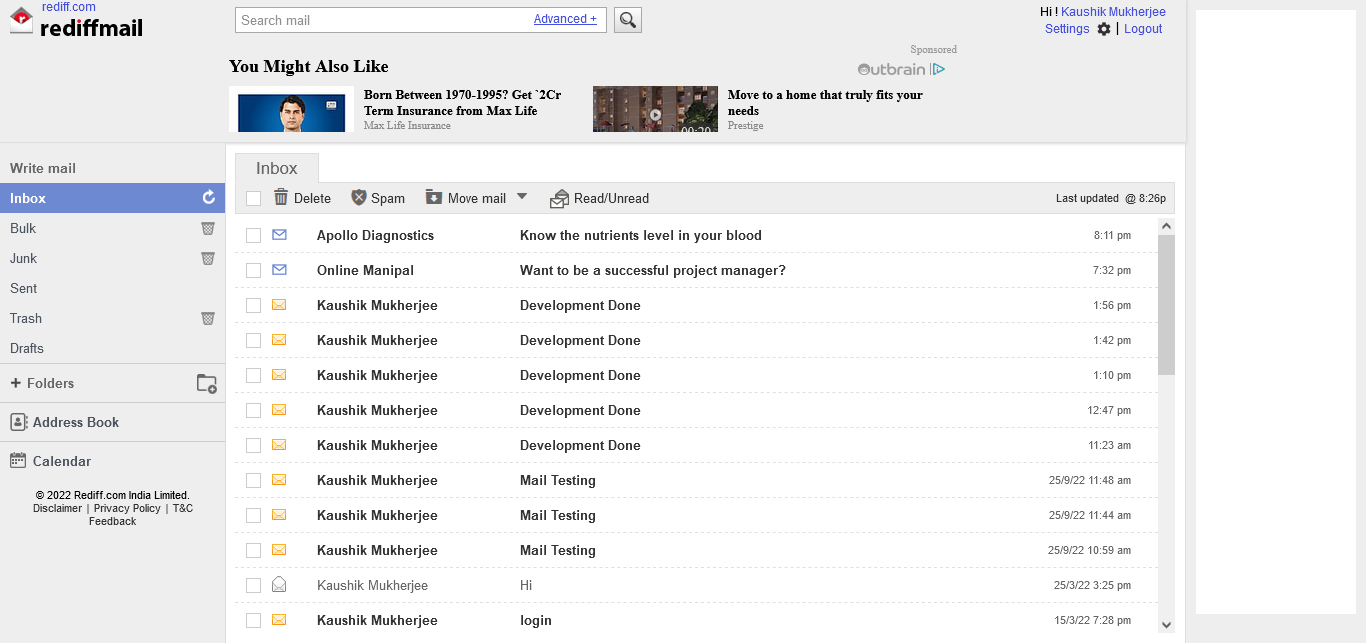 rediff.com
rediffmail
Search mail Advanced +
Hi ! Kaushik Mukherjee
Settings | Logout
Sponsored
You Might Also Like
Outbrain
Born Between 1970-1995? Get `2Cr
Term Insurance from Max Life
Max Life Insurance
Move to a home that truly fits your
needs
Prestige
00:20
Write mail
Inbox
Bulk
Junk
Sent
Trash
Drafts
+ Folders
Address Book
Calendar
© 2022 Rediff.com India Limited.
Disclaimer | Privacy Policy | T&C
Feedback
Inbox
Delete Spam Move mail Read/Unread Last updated @ 8:26p
Apollo Diagnostics Know the nutrients level in your blood 8:11 pm
Online Manipal Want to be a successful project manager? 7:32 pm
Kaushik Mukherjee Development Done 1:56 pm
Kaushik Mukherjee Development Done 1:42 pm
Kaushik Mukherjee Development Done 1:10 pm
Kaushik Mukherjee Development Done 12:47 pm
Kaushik Mukherjee Development Done 11:23 am
Kaushik Mukherjee Mail Testing 25/9/22 11:48 am
Kaushik Mukherjee Mail Testing 25/9/22 11:44 am
Kaushik Mukherjee Mail Testing 25/9/22 10:59 am
Kaushik Mukherjee Hi 25/3/22 3:25 pm
Kaushik Mukherjee login 15/3/22 7:28 pm